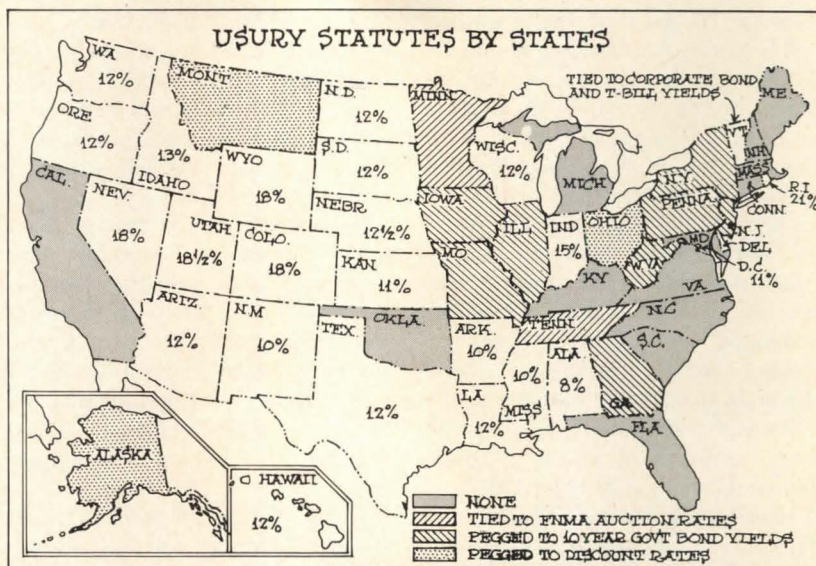 USURY STATUTES BY STATES
WA
12%
MONT
N.D.
12%
MINN.
TIED TO CORPORATE BOND
AND T-BILL YIELDS
ME
ORE
12%
13%
IDAHO
WYO
18%
S.D.
12%
WISC.
12%
MICH
N.Y.
VT
NH
MASS
R.I.
21%
CONN.
CAL.
NEV.
18%
UTAH
18½%
COLO.
18%
NEBR
12½%
IOWA
ILL
IND
15%
OHIO
PENNA
N.J.
DEL
MD
D.C.
11%
KAN
11%
MO
KY
W.VA
VA.
ARIZ.
12%
N.M
10%
TEX.
12%
OKLA.
ARK.
10%
TENN.
N.C
S.C.
LA
12%
10%
MISS
ALA
8%
GA.
FLA
ALASKA
HAWAII
12%
NONE
TIED TO FNMA AUCTION RATES
PEGGED TO 10 YEAR GOV'T BOND YIELDS
PEGGED TO DISCOUNT RATES